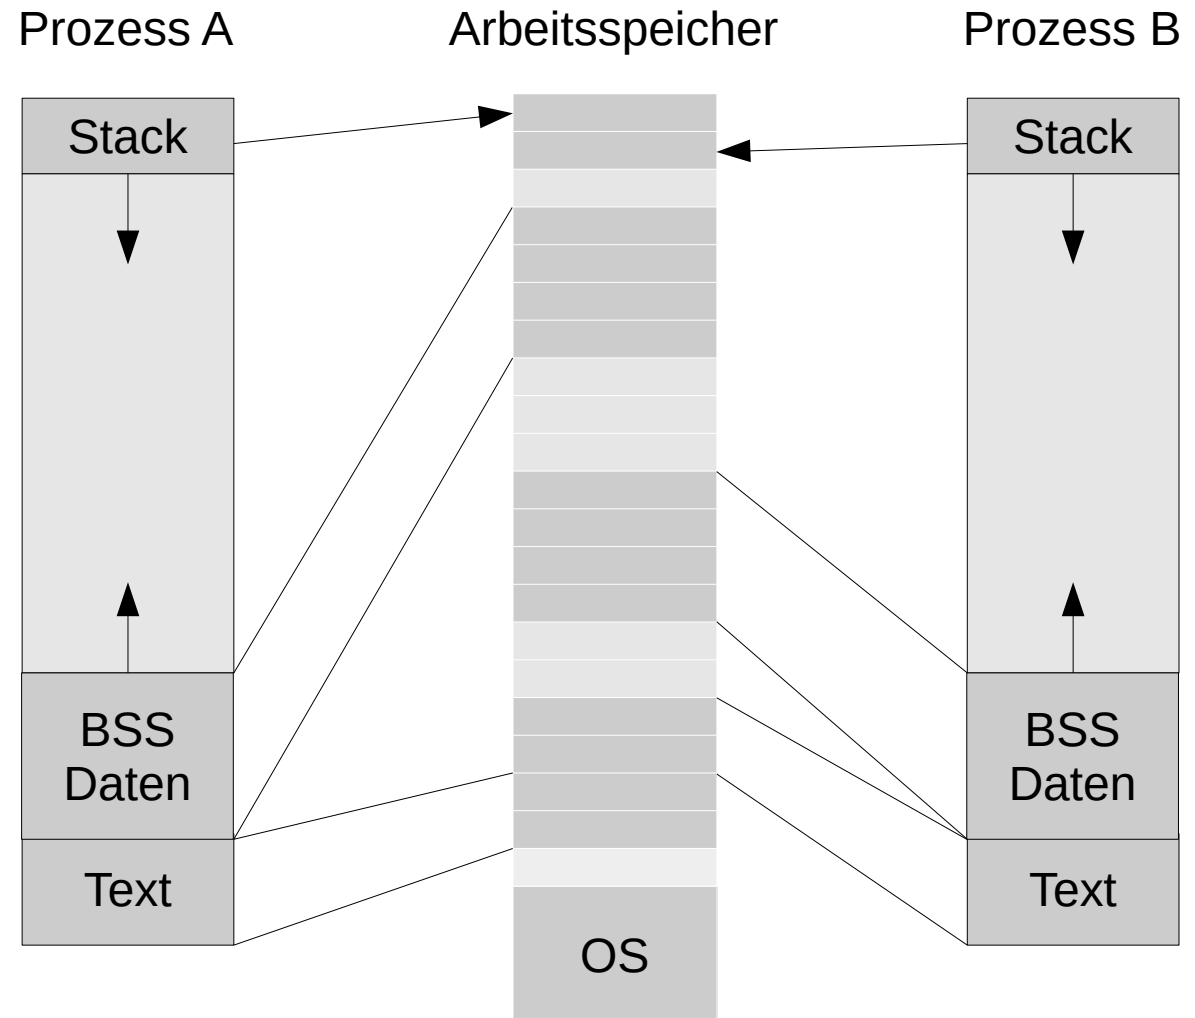 Prozess A
Arbeitsspeicher
Prozess B
Stack
Stack
BSS
Daten
BSS
Daten
Text
Text
OS